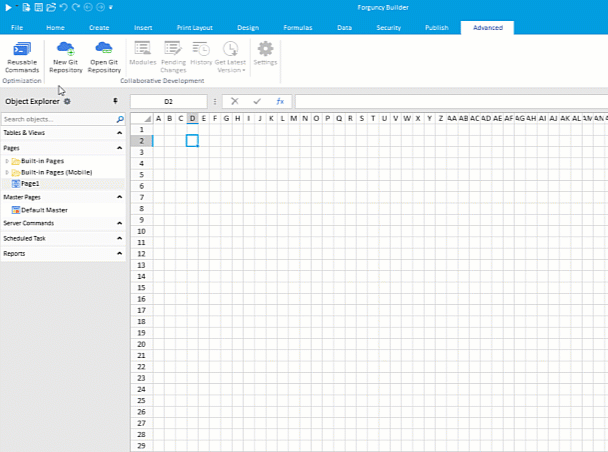 Forguncy Builder
File Home Create Insert Print Layout Design Formulas Data Security Publish Advanced
Reusable Commands
New Git Repository
Open Git Repository
Modules
Pending Changes
History
Get Latest Version
Settings
Optimization
Collaborative Development
Object Explorer
D2
fx
Search objects...
Tables & Views
Pages
Built-in Pages
Built-in Pages (Mobile)
Page1
Master Pages
Default Master
Server Commands
Scheduled Task
Reports
A B C D E F G H I J K L M N O P Q R S T U V W X Y Z AA AB AC AD AE AF AG AH AI AJ AK AL AM AN
1
2
3
4
5
6
7
8
9
10
11
12
13
14
15
16
17
18
19
20
21
22
23
24
25
26
27
28
29